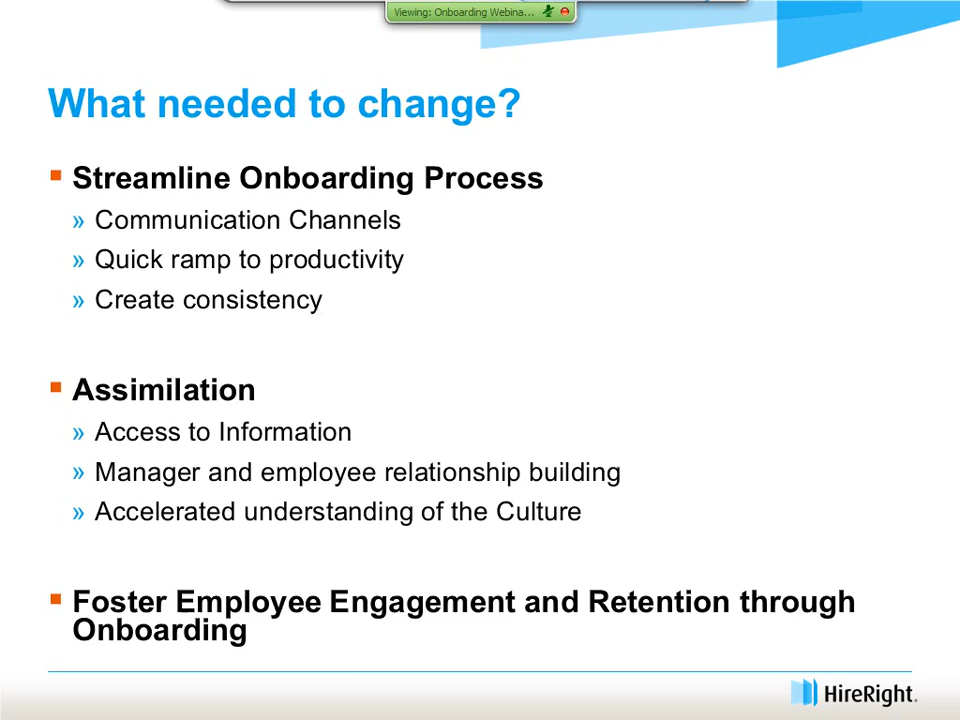 Viewing: Onboarding Webina...
What needed to change?
▪ Streamline Onboarding Process
» Communication Channels
» Quick ramp to productivity
» Create consistency
▪ Assimilation
» Access to Information
» Manager and employee relationship building
» Accelerated understanding of the Culture
▪ Foster Employee Engagement and Retention through
Onboarding
HireRight.